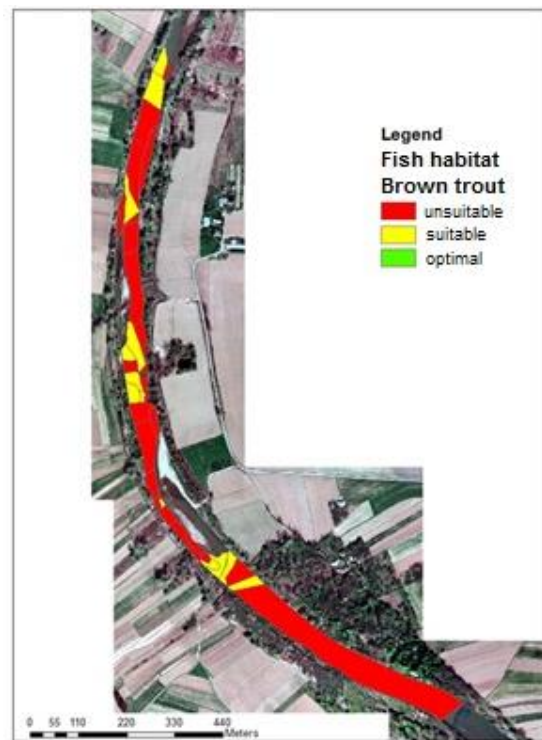 Legend
Fish habitat
Brown trout
unsuitable
suitable
optimal
0 55 110 220 330 440
Meters